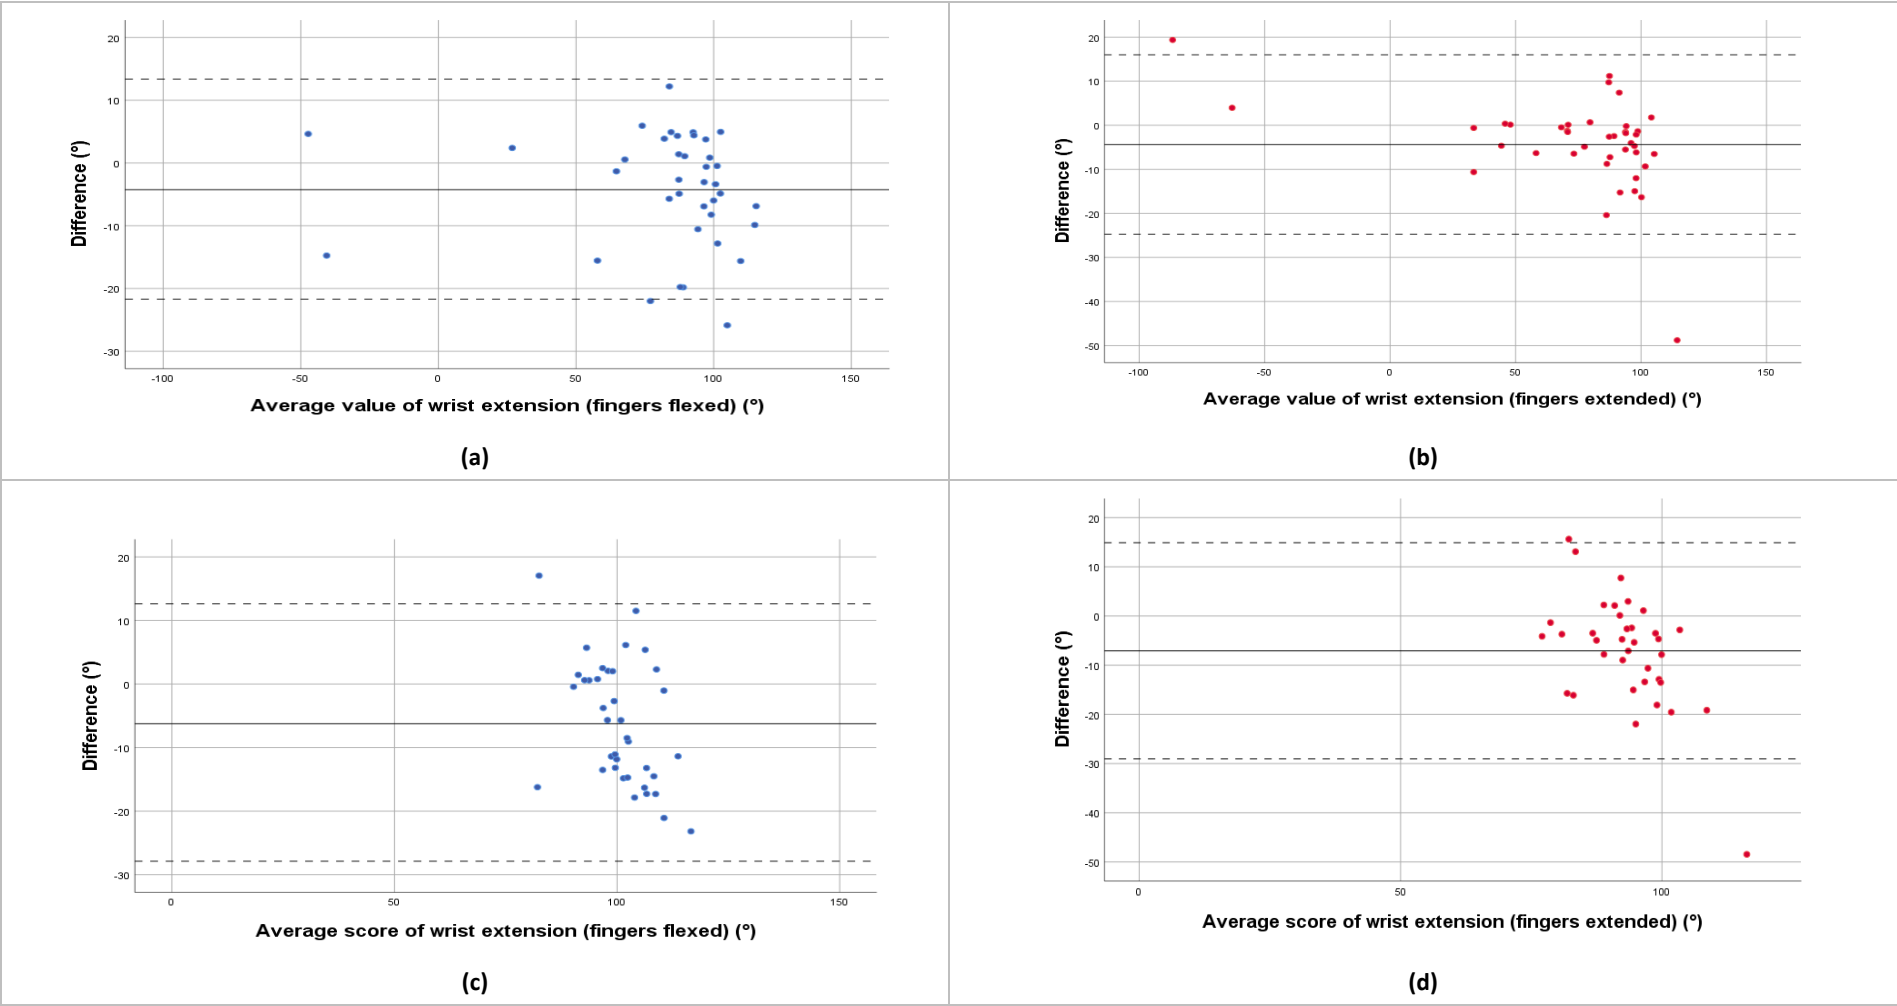 20
10
0
-10
-20
-30
Difference (º)
-100 -50 0 50 100 150
Average value of wrist extension (fingers flexed) (º)
(a)
20
10
0
-10
-20
-30
-40
-50
Difference (º)
-100 -50 0 50 100 150
Average value of wrist extension (fingers extended) (º)
(b)
20
10
0
-10
-20
-30
Difference (º)
0 50 100 150
Average score of wrist extension (fingers flexed) (º)
(c)
20
10
0
-10
-20
-30
-40
-50
Difference (º)
0 50 100
Average score of wrist extension (fingers extended) (º)
(d)